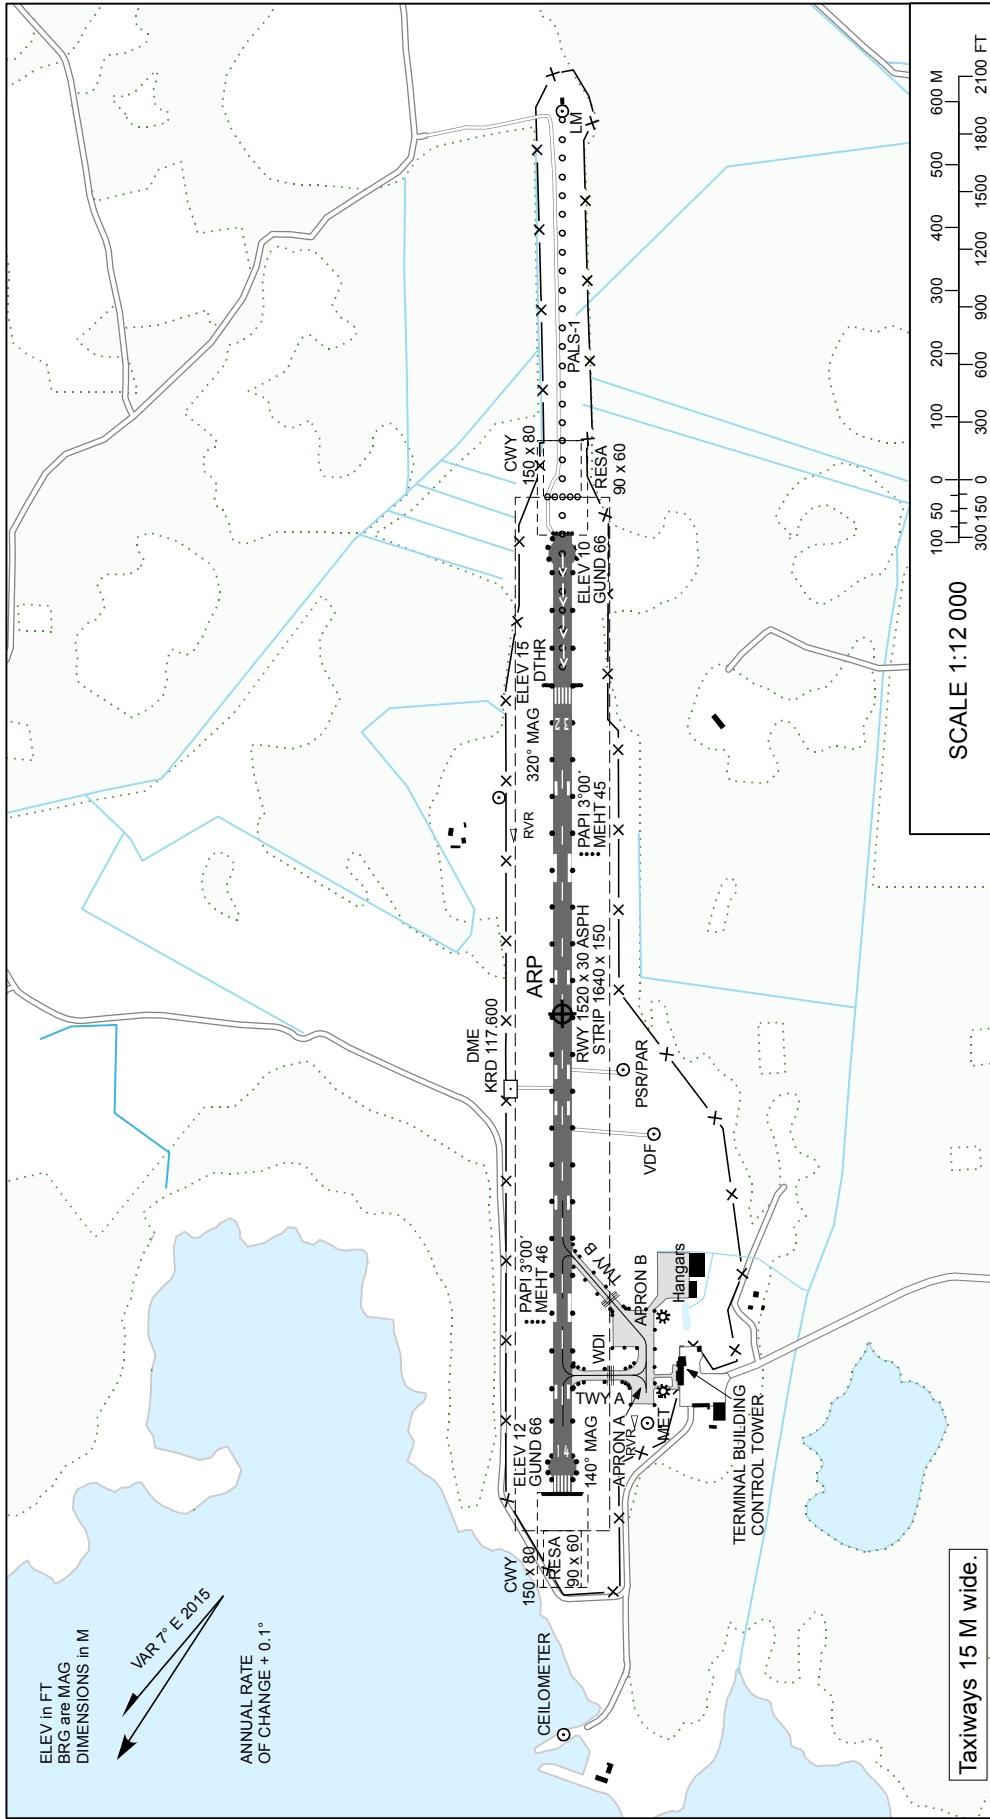 ELEV in FT
BRG are MAG
DIMENSIONS in M
VAR 7° E 2015
ANNUAL RATE
OF CHANGE + 0.1°
CEILOMETER
CWY
150 x 80
RESA
90 x 60
ELEV 12
GUND 66
14
140° MAG
PAPI 3°00´
MEHT 46
TWY A
WDI
TWY B
APRON A
RVR
MET
APRON B
Hangars
TERMINAL BUILDING
CONTROL TOWER
DME
KRD 117.600
VDF
PSR/PAR
ARP
RWY 1520 x 30 ASPH
STRIP 1640 x 150
RVR
PAPI 3°00´
MEHT 45
320° MAG
32
ELEV 15
DTHR
ELEV 10
GUND 66
CWY
150 x 80
RESA
90 x 60
PALS-1
LM
Taxiways 15 M wide.
SCALE 1:12 000
100 50 0 100 200 300 400 500 600 M
300 150 0 300 600 900 1200 1500 1800 2100 FT